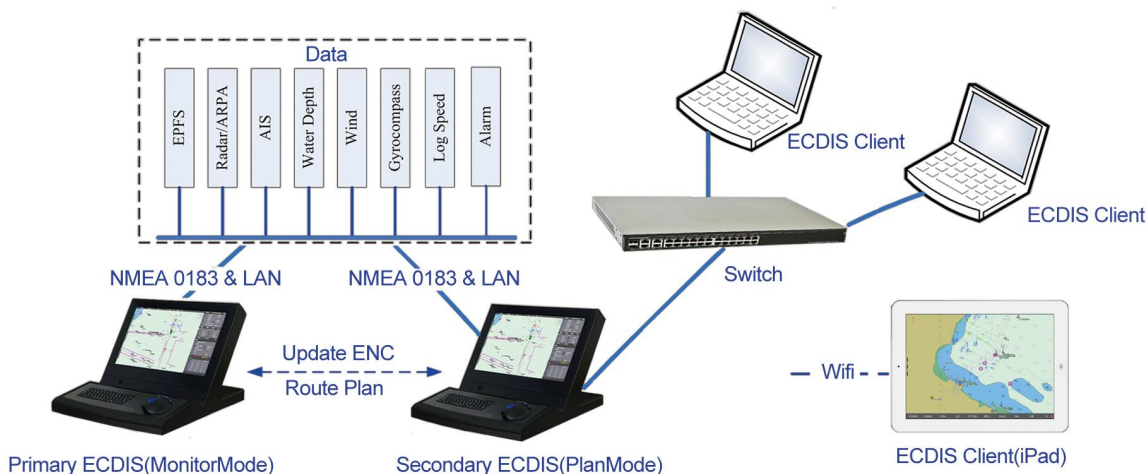 Data
EPFS
Radar/ARPA
AIS
Water Depth
Wind
Gyrocompass
Log Speed
Alarm
NMEA 0183 & LAN
NMEA 0183 & LAN
ECDIS Client
ECDIS Client
Switch
Update ENC
Route Plan
Wifi
Primary ECDIS(MonitorMode)
Secondary ECDIS(PlanMode)
ECDIS Client(iPad)